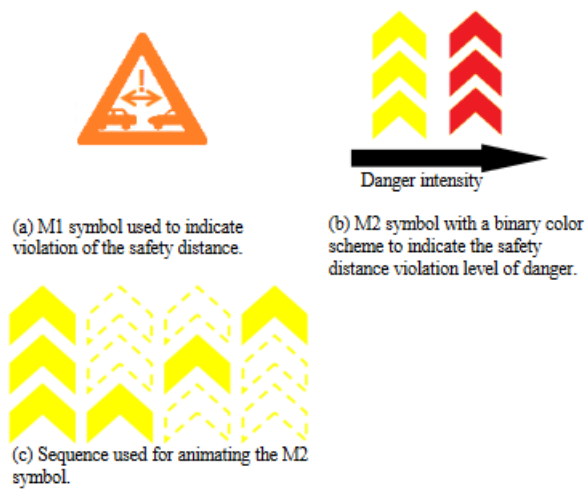 Danger intensity
(a) M1 symbol used to indicate
violation of the safety distance.
(b) M2 symbol with a binary color
scheme to indicate the safety
distance violation level of danger.
(c) Sequence used for animating the M2
symbol.